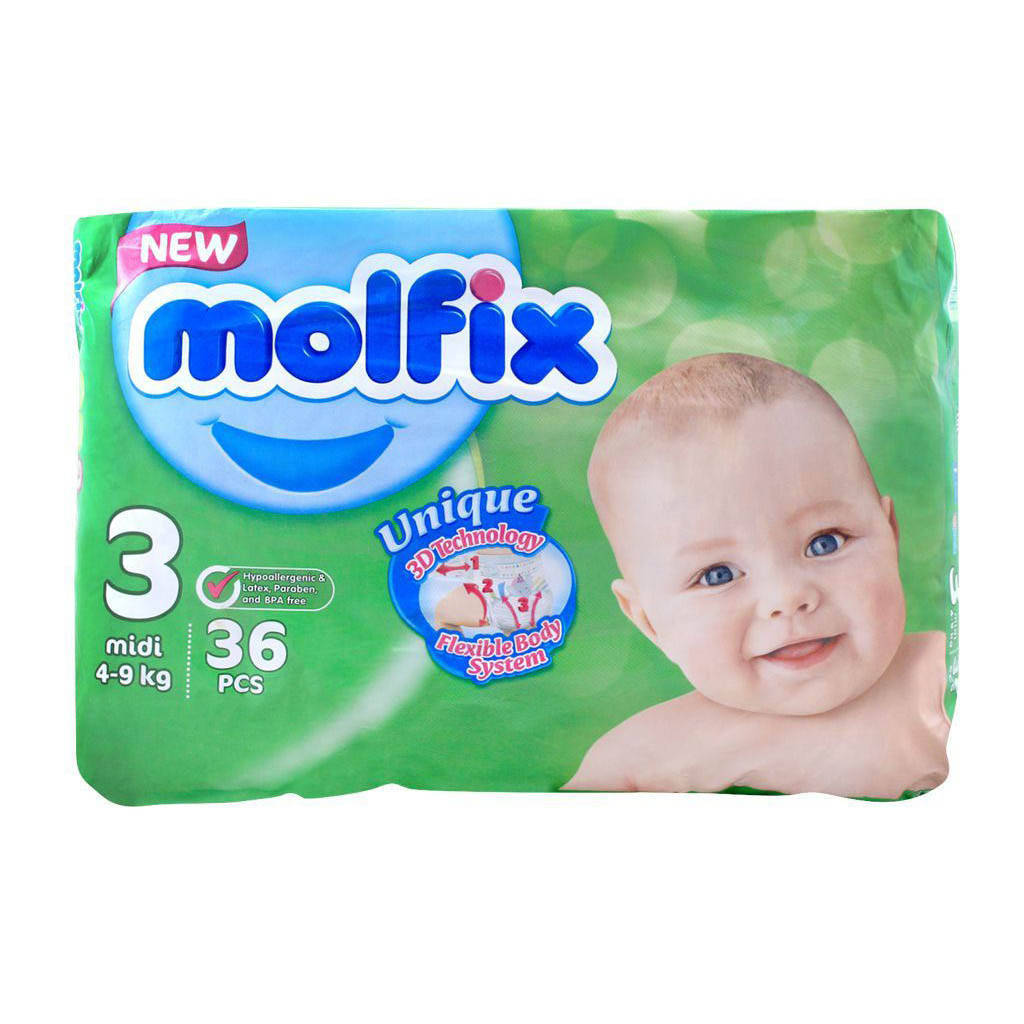 NEW
molfix
Unique
3D Technology
1
2
3
Flexible Body
System
3
midi
4-9 kg
Hypoallergenic &
Latex, Paraben,
and BPA free
36
PCS